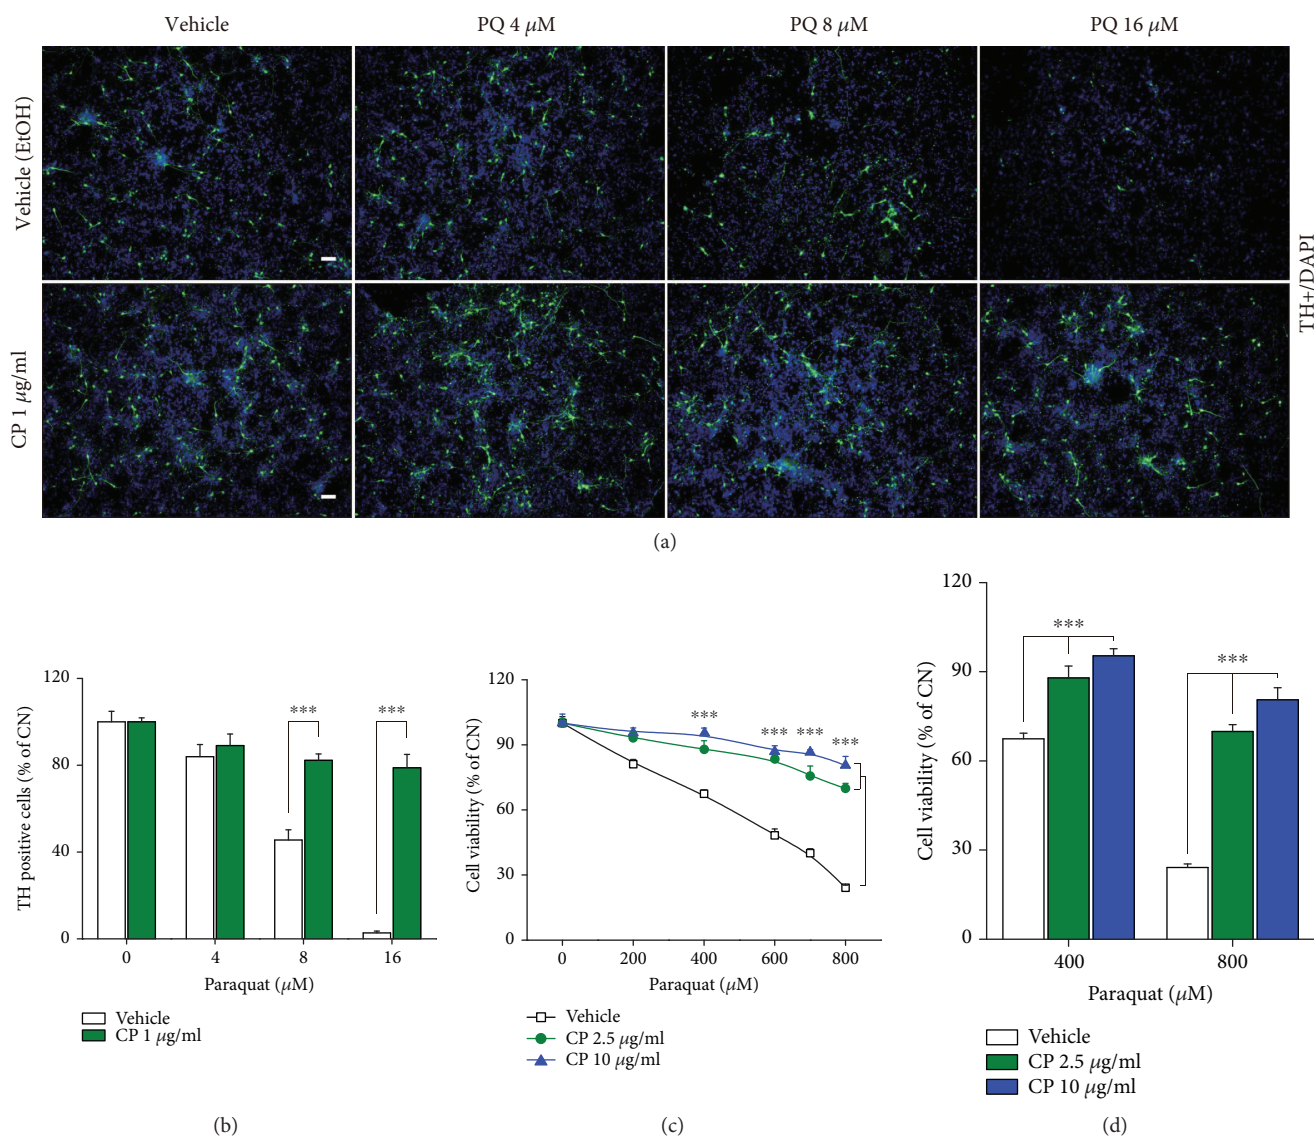 Vehicle PQ 4 μM PQ 8 μM PQ 16 μM
Vehicle (EtOH)
CP 1 μg/ml
TH+/DAPI
(a)
120
80
40
0
TH positive cells (% of CN)
*** ***
0 4 8 16
Paraquat (μM)
Vehicle
CP 1 μg/ml
(b)
120
90
60
30
0
Cell viability (% of CN)
*** *** *** ***
0 200 400 600 800
Paraquat (μM)
Vehicle
CP 2.5 μg/ml
CP 10 μg/ml
(c)
120
90
60
30
0
Cell viability (% of CN)
*** ***
400 800
Paraquat (μM)
Vehicle
CP 2.5 μg/ml
CP 10 μg/ml
(d)